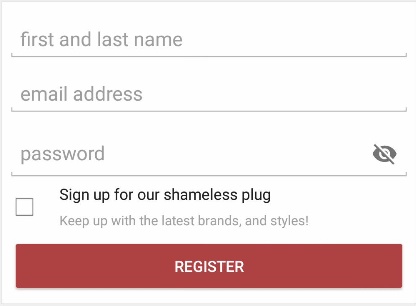 first and last name
email address
password
Sign up for our shameless plug
Keep up with the latest brands, and styles!
REGISTER